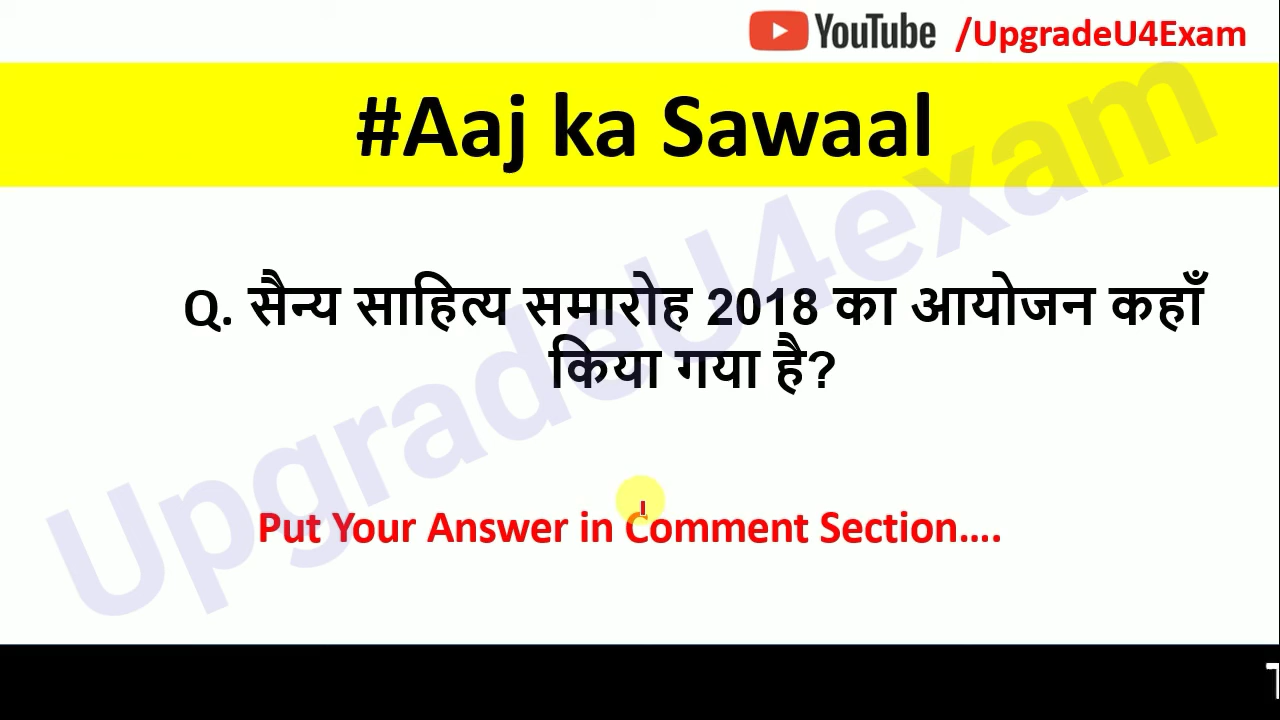 YouTube /UpgradeU4Exam
#Aaj ka Sawaal
Q. सैन्य साहित्य समारोह 2018 का आयोजन कहाँ
किया गया है?
Put Your Answer in Comment Section....
UpgradeU4exam